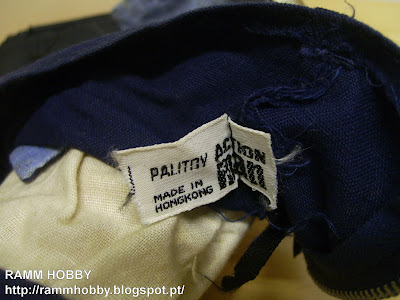 PALITOY ACTION
MAN
MADE IN
HONGKONG
RAMM HOBBY
http://rammhobby.blogspot.pt/